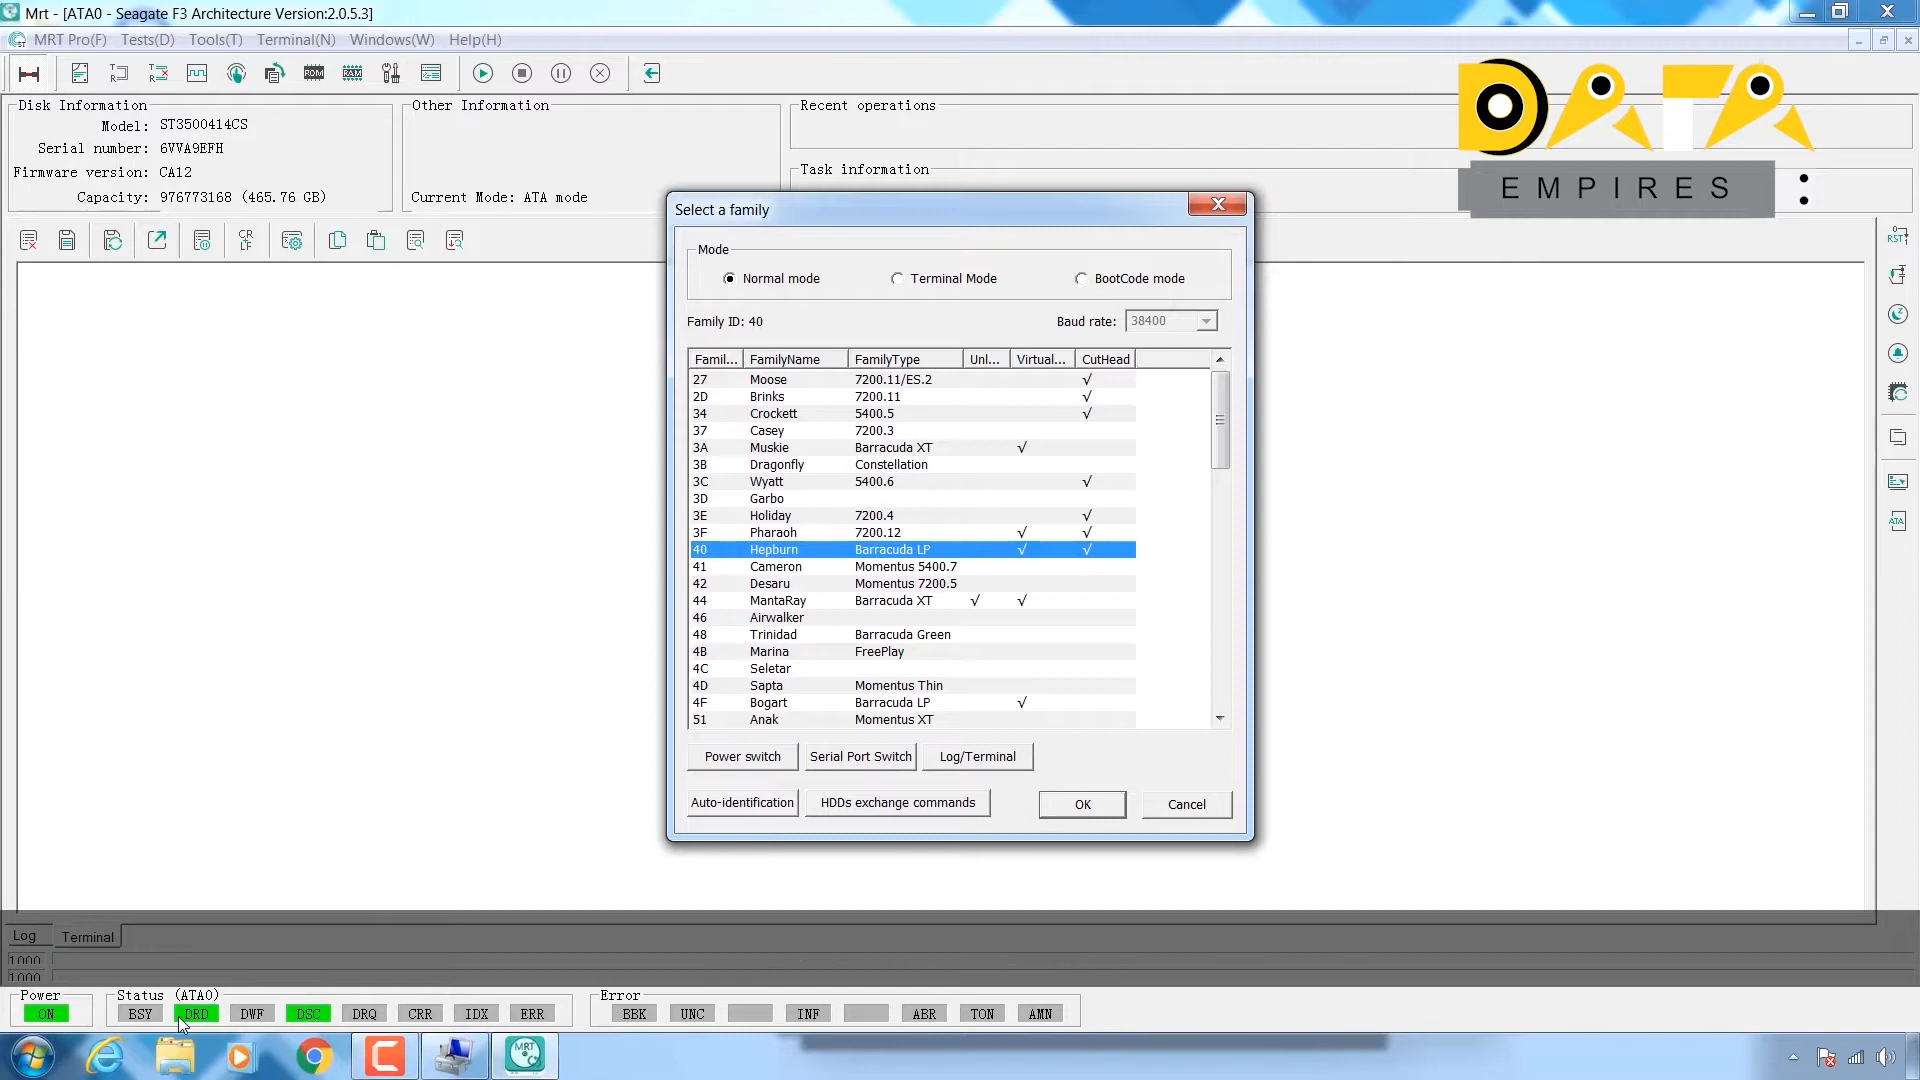 Mrt - [ATA0 - Seagate F3 Architecture Version:2.0.5.3]
MRT Pro(F) Tests(D) Tools(T) Terminal(N) Windows(W) Help(H)
ROM RAM
DATA
EMPIRES
Disk Information
Model: ST3500414CS
Serial number: 6VVA9EFH
Firmware version: CA12
Capacity: 976773168 (465.76 GB)
Other Information
Current Mode: ATA mode
Recent operations
Task information
CR
LF
RST
ATA
Select a family
Mode
Normal mode Terminal Mode BootCode mode
Family ID: 40 Baud rate: 38400
Famil... FamilyName FamilyType Unl... Virtual... CutHead
27 Moose 7200.11/ES.2 √
2D Brinks 7200.11 √
34 Crockett 5400.5 √
37 Casey 7200.3
3A Muskie Barracuda XT √
3B Dragonfly Constellation
3C Wyatt 5400.6 √
3D Garbo
3E Holiday 7200.4 √
3F Pharaoh 7200.12 √ √
40 Hepburn Barracuda LP √ √
41 Cameron Momentus 5400.7
42 Desaru Momentus 7200.5
44 MantaRay Barracuda XT √ √
46 Airwalker
48 Trinidad Barracuda Green
4B Marina FreePlay
4C Seletar
4D Sapta Momentus Thin
4F Bogart Barracuda LP √
51 Anak Momentus XT
Power switch Serial Port Switch Log/Terminal
Auto-identification HDDs exchange commands OK Cancel
Log Terminal
1000
1000
Power
ON
Status (ATA0)
BSY DRD DWF DSC DRQ CRR IDX ERR
Error
BBK UNC INF ABR TON AMN
MRT